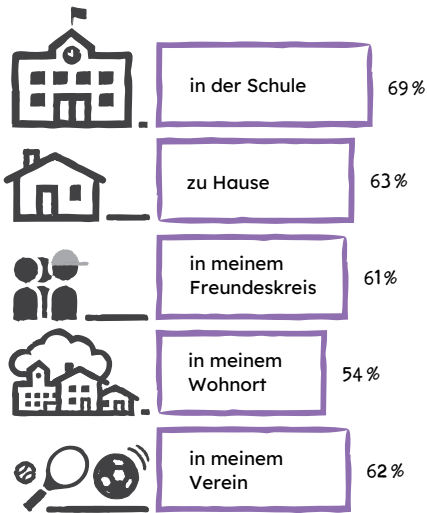 in der Schule
69 %
zu Hause
63 %
in meinem
Freundeskreis
61 %
in meinem
Wohnort
54 %
in meinem
Verein
62 %